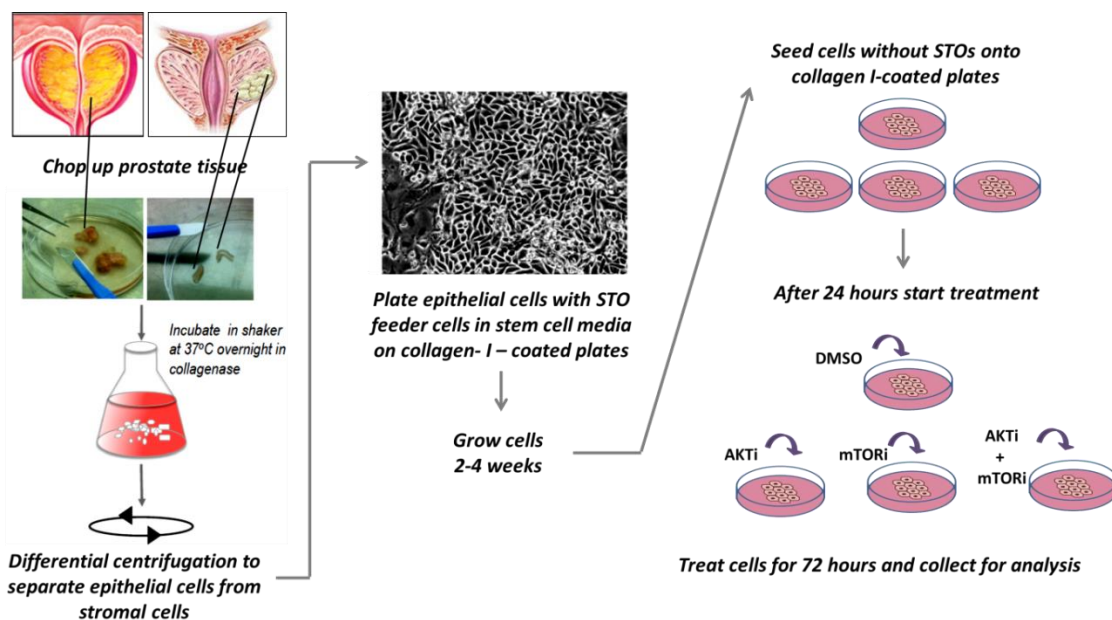 Chop up prostate tissue
Incubate in shaker
at 37ºC overnight in
collagenase
Differential centrifugation to
separate epithelial cells from
stromal cells
Plate epithelial cells with STO
feeder cells in stem cell media
on collagen- I – coated plates
Grow cells
2-4 weeks
Seed cells without STOs onto
collagen I-coated plates
After 24 hours start treatment
DMSO
AKTi
mTORi
AKTi
+
mTORi
Treat cells for 72 hours and collect for analysis